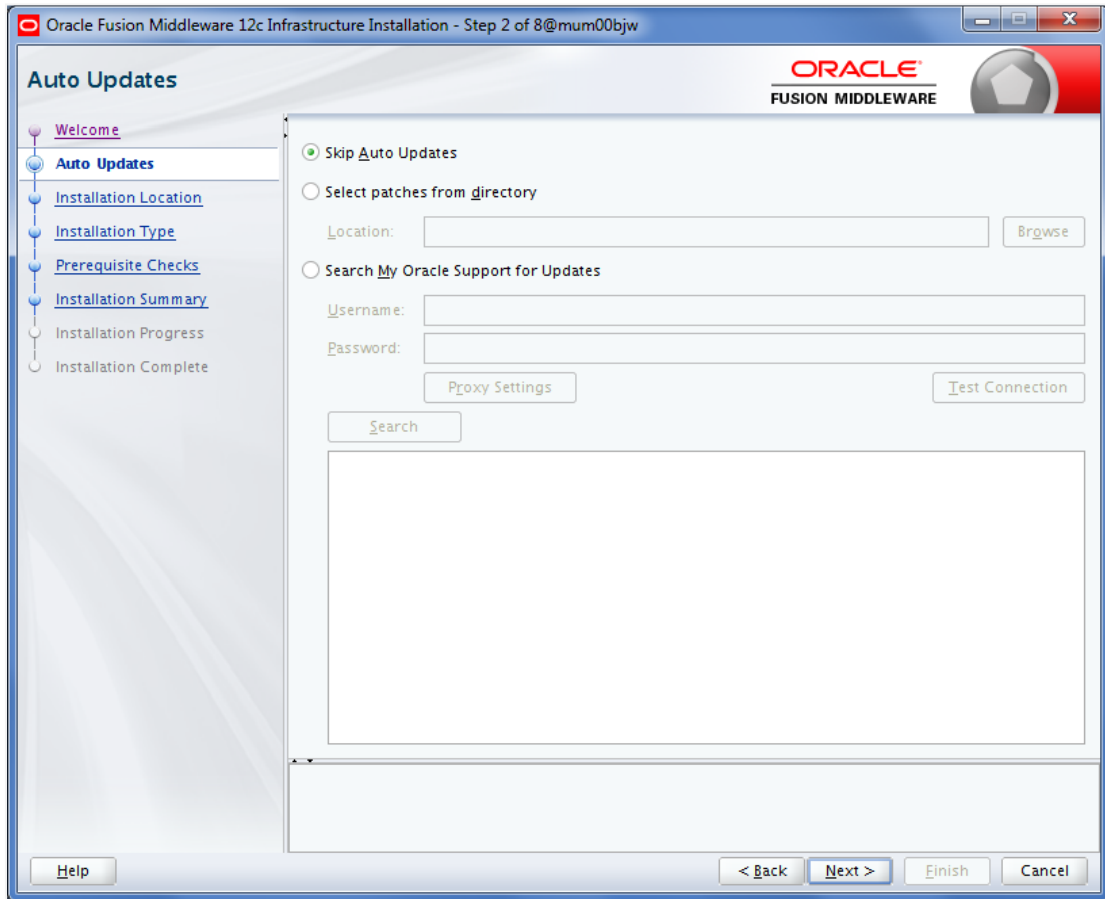 Oracle Fusion Middleware 12c Infrastructure Installation - Step 2 of 8@mum00bjw
Auto Updates
ORACLE
FUSION MIDDLEWARE
Welcome
Auto Updates
Installation Location
Installation Type
Prerequisite Checks
Installation Summary
Installation Progress
Installation Complete
Skip Auto Updates
Select patches from directory
Location:
Browse
Search My Oracle Support for Updates
Username:
Password:
Proxy Settings
Test Connection
Search
Help
< Back
Next >
Finish
Cancel